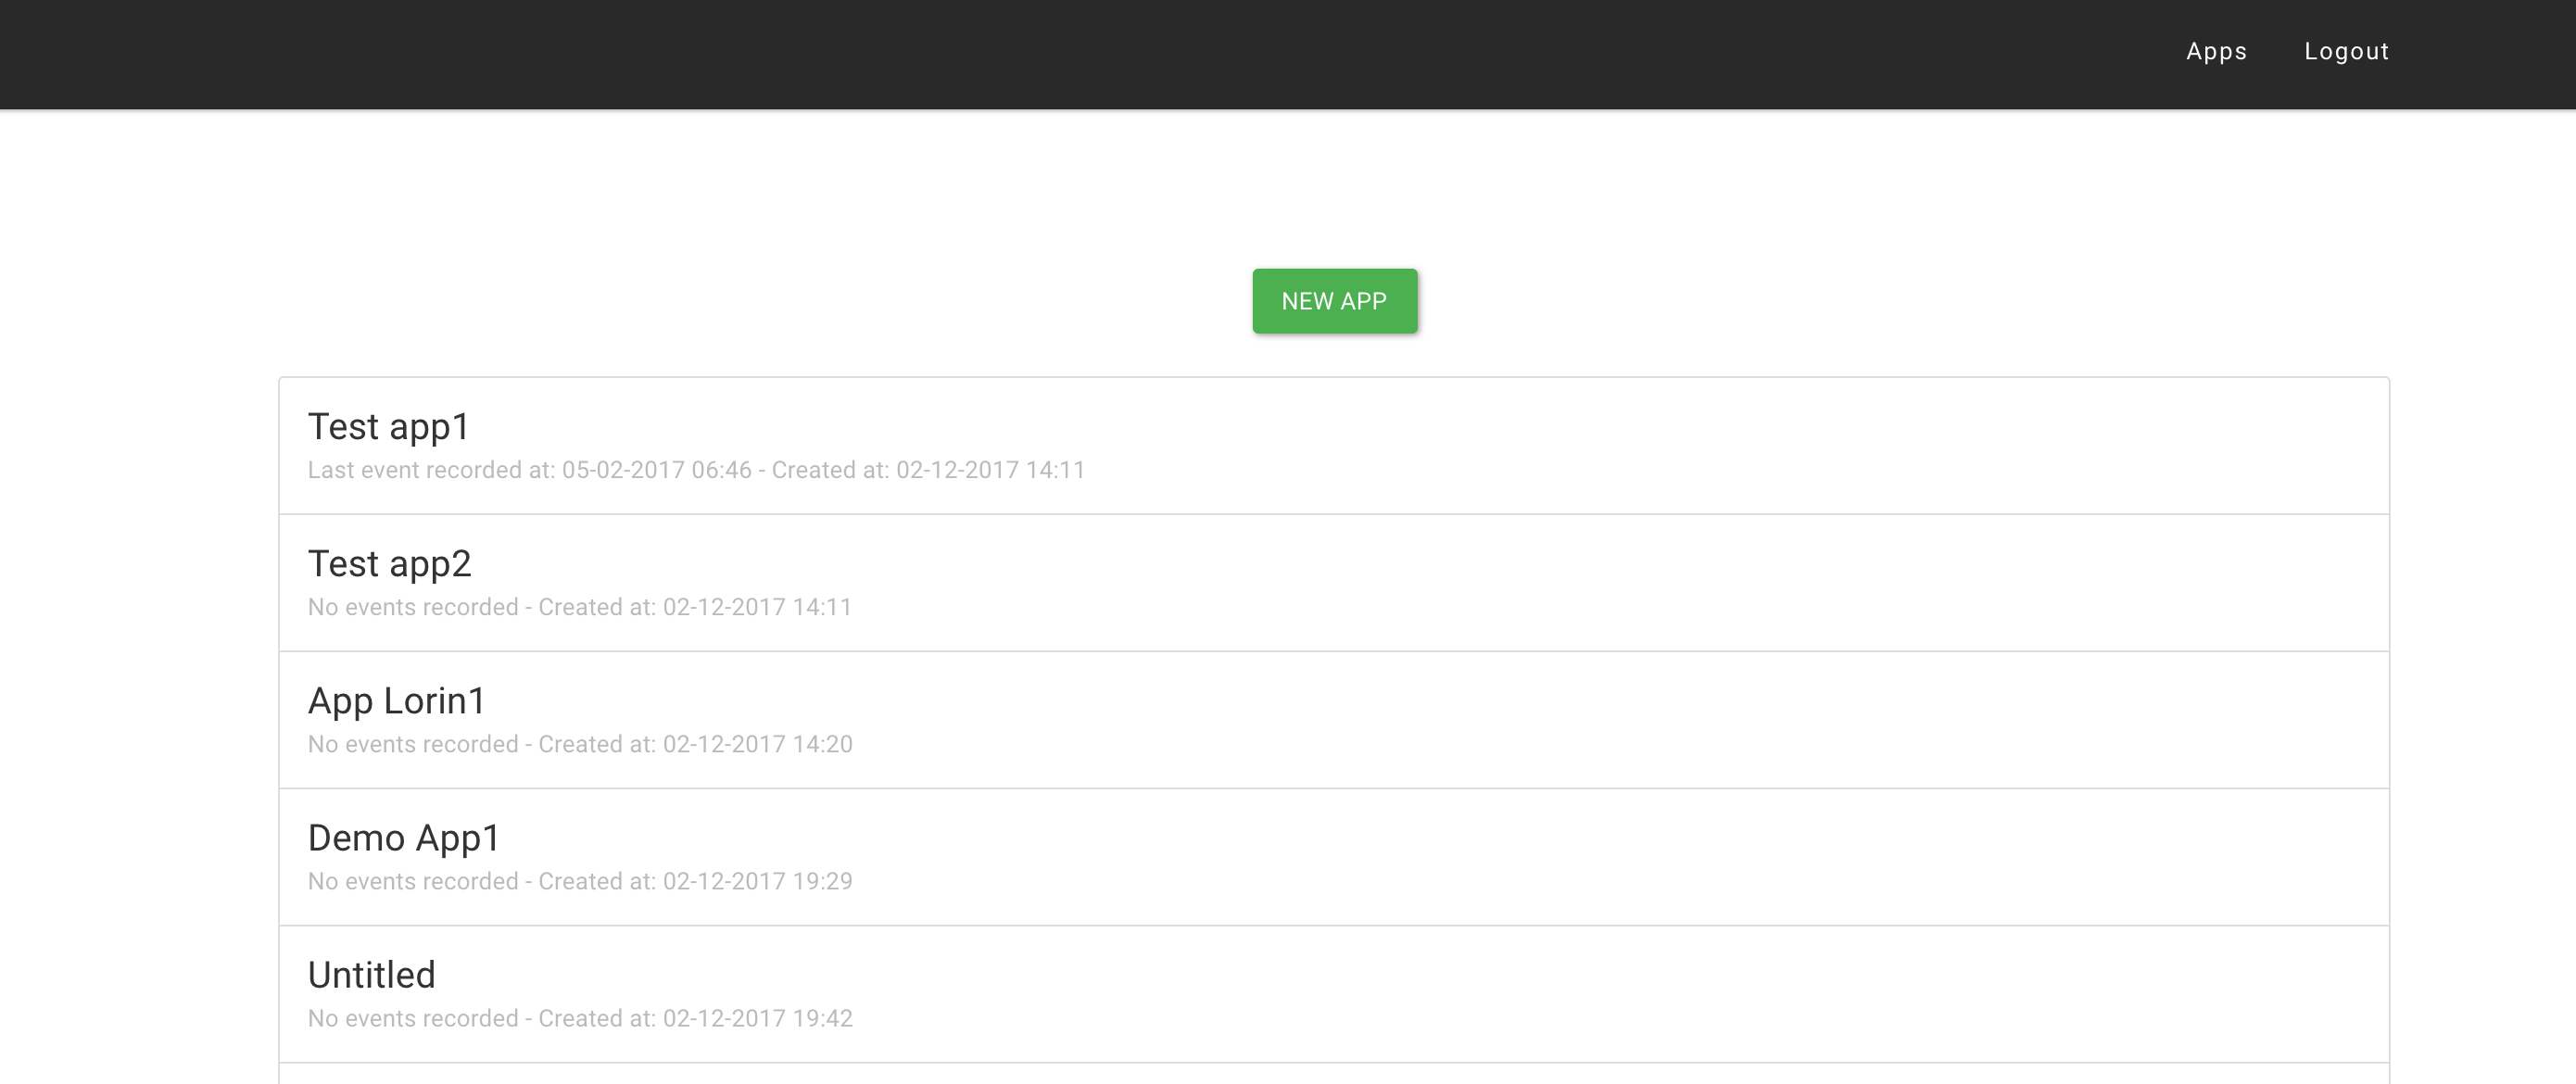 Apps Logout
NEW APP
Test app1
Last event recorded at: 05-02-2017 06:46 - Created at: 02-12-2017 14:11
Test app2
No events recorded - Created at: 02-12-2017 14:11
App Lorin1
No events recorded - Created at: 02-12-2017 14:20
Demo App1
No events recorded - Created at: 02-12-2017 19:29
Untitled
No events recorded - Created at: 02-12-2017 19:42